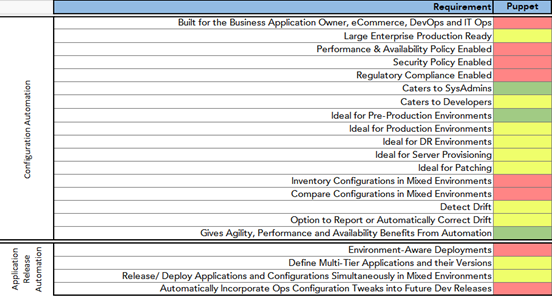 Requirement Puppet
Built for the Business Application Owner, eCommerce, DevOps and IT Ops
Large Enterprise Production Ready
Performance & Availability Policy Enabled
Security Policy Enabled
Regulatory Compliance Enabled
Caters to SysAdmins
Caters to Developers
Ideal for Pre-Production Environments
Ideal for Production Environments
Ideal for DR Environments
Ideal for Server Provisioning
Ideal for Patching
Inventory Configurations in Mixed Environments
Compare Configurations in Mixed Environments
Detect Drift
Option to Report or Automatically Correct Drift
Gives Agility, Performance and Availability Benefits From Automation
Configuration Automation
Environment-Aware Deployments
Define Multi-Tier Applications and their Versions
Release/ Deploy Applications and Configurations Simultaneously in Mixed Environments
Automatically Incorporate Ops Configuration Tweaks into Future Dev Releases
Application
Release
Automation